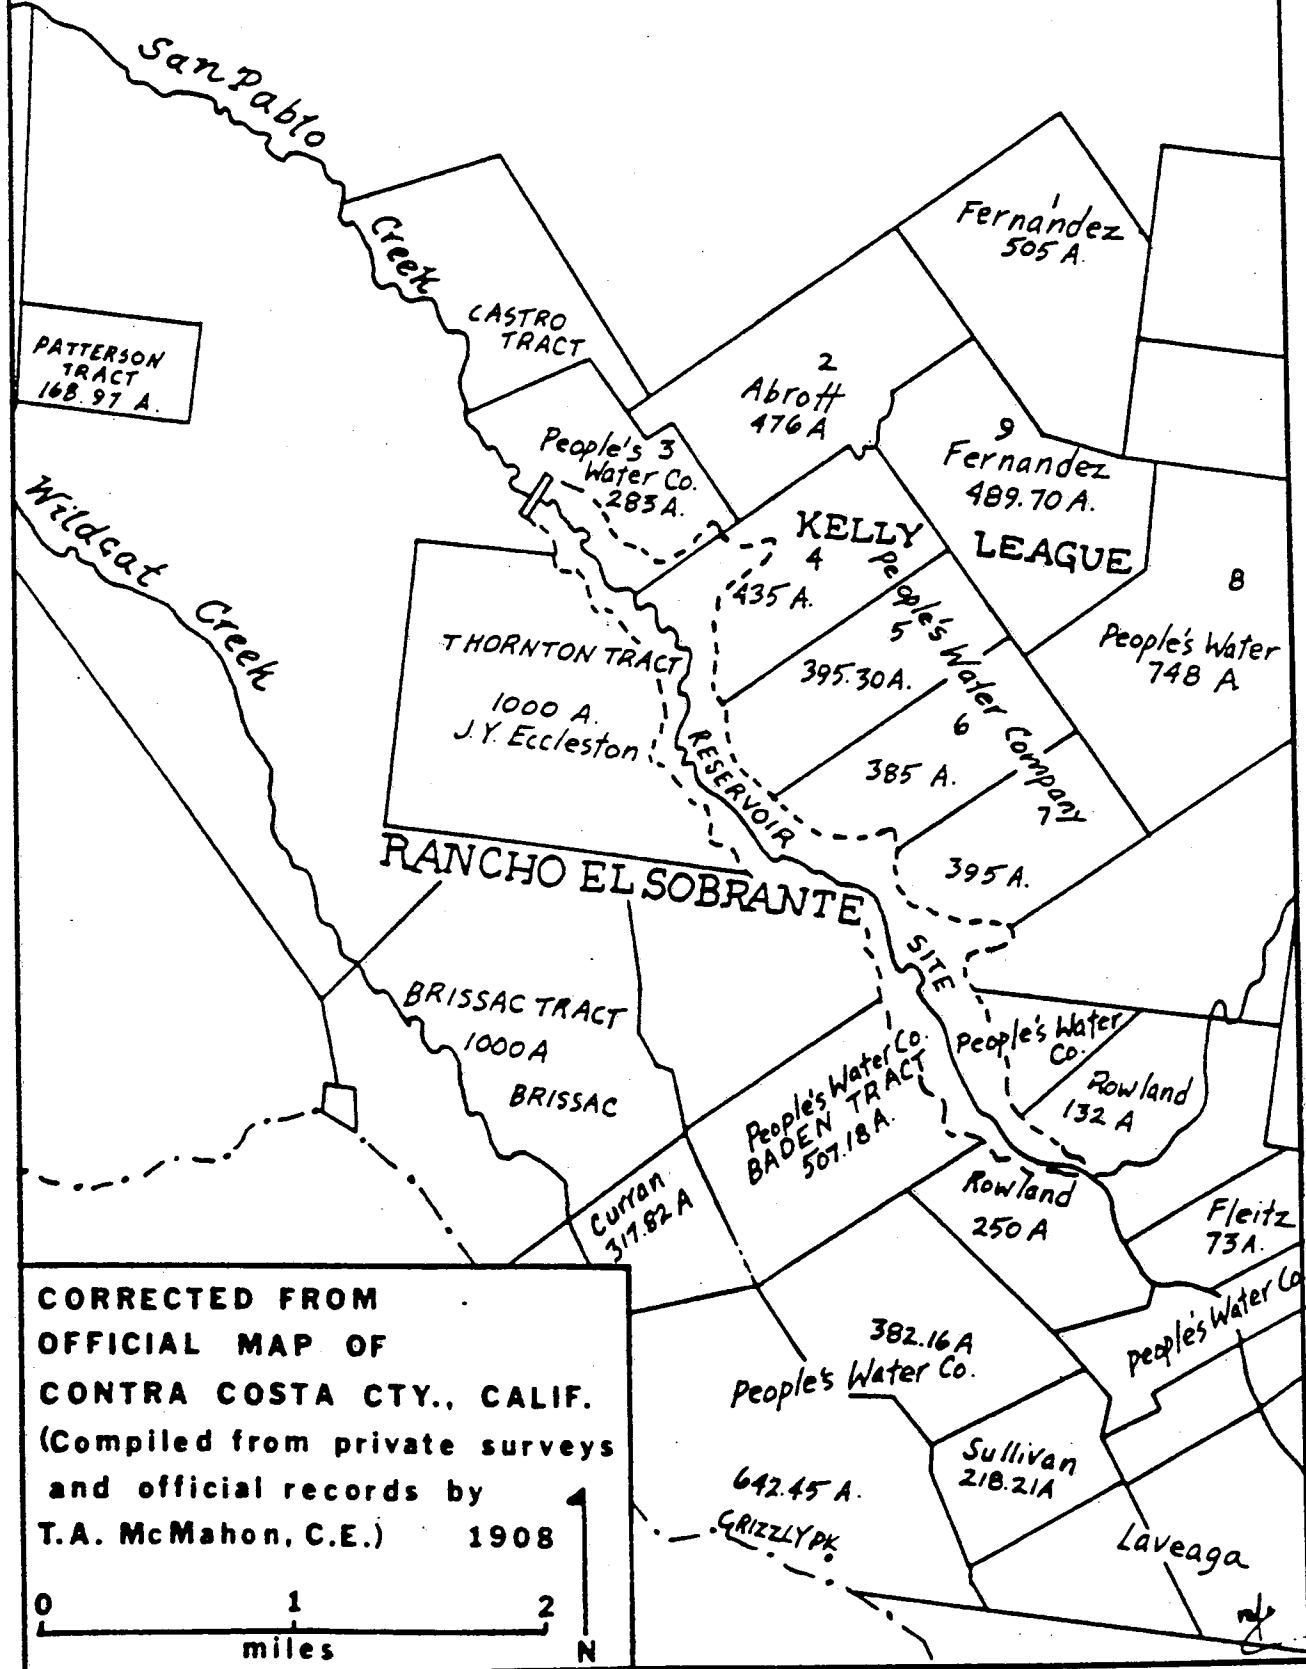 San Pablo
Creek
Fernandez
1
505 A.
CASTRO
TRACT
PATTERSON
TRACT
168.97 A.
2
Abrott
476 A
9
Fernandez
489.70 A.
People's 3
Water Co.
283 A.
Wildcat Creek
KELLY LEAGUE
4
435 A.
8
People's Water
748 A
People's Water Company
5
395.30 A.
THORNTON TRACT
1000 A.
J.Y. Eccleston
6
385 A.
7
395 A.
RESERVOIR
SITE
RANCHO EL SOBRANTE
BRISSAC TRACT
1000 A
BRISSAC
People's Water Co.
BADEN TRACT
507.18 A.
People's Water
Co.
Rowland
132 A
Curran
317.82 A
Rowland
250 A
Fleitz
73 A.
People's Water Co
382.16 A
People's Water Co.
Sullivan
218.21 A
642.45 A.
GRIZZLY PK.
Laveaga
CORRECTED FROM
OFFICIAL MAP OF
CONTRA COSTA CTY., CALIF.
(Compiled from private surveys
and official records by
T.A. McMahon, C.E.) 1908
0 1 2
miles
N